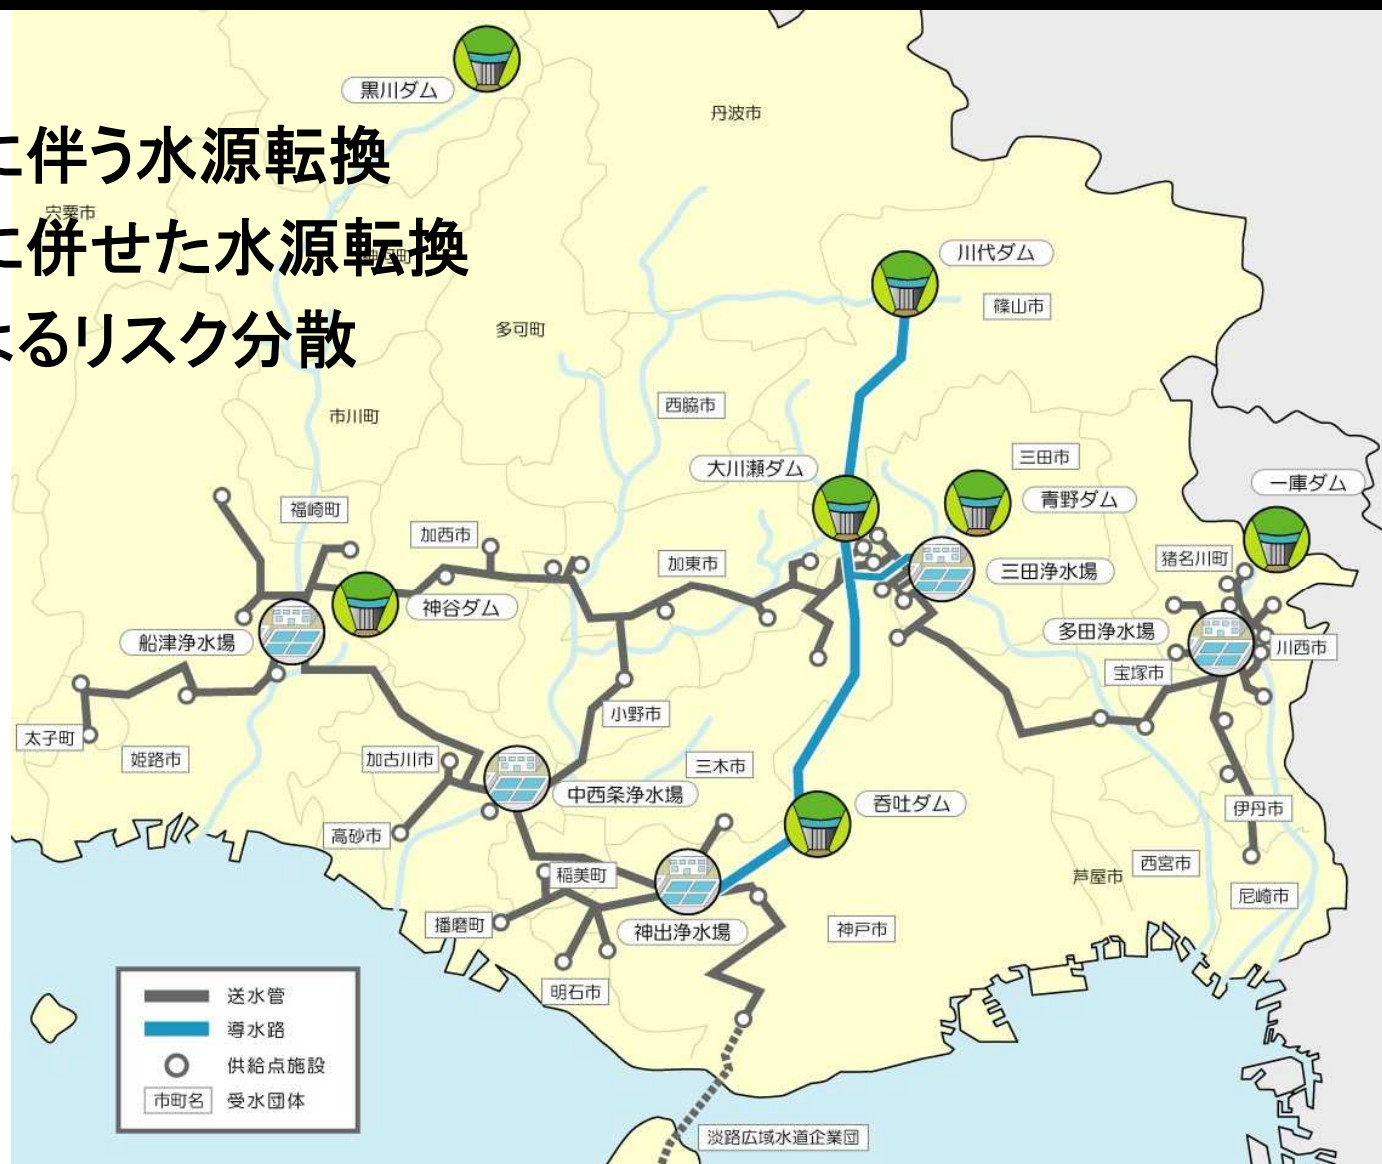 黒川ダム
丹波市
に伴う水源転換
宍粟市
に併せた水源転換
川代ダム
篠山市
よるリスク分散
多可町
市川町
西脇市
大川瀬ダム
三田市
青野ダム
一庫ダム
福崎町
加西市
加東市
三田浄水場
猪名川町
神谷ダム
船津浄水場
多田浄水場
川西市
宝塚市
太子町
姫路市
小野市
加古川市
三木市
中西条浄水場
呑吐ダム
高砂市
伊丹市
稲美町
芦屋市
西宮市
尼崎市
播磨町
神出浄水場
神戸市
明石市
送水管
導水路
供給点施設
市町名 受水団体
淡路広域水道企業団